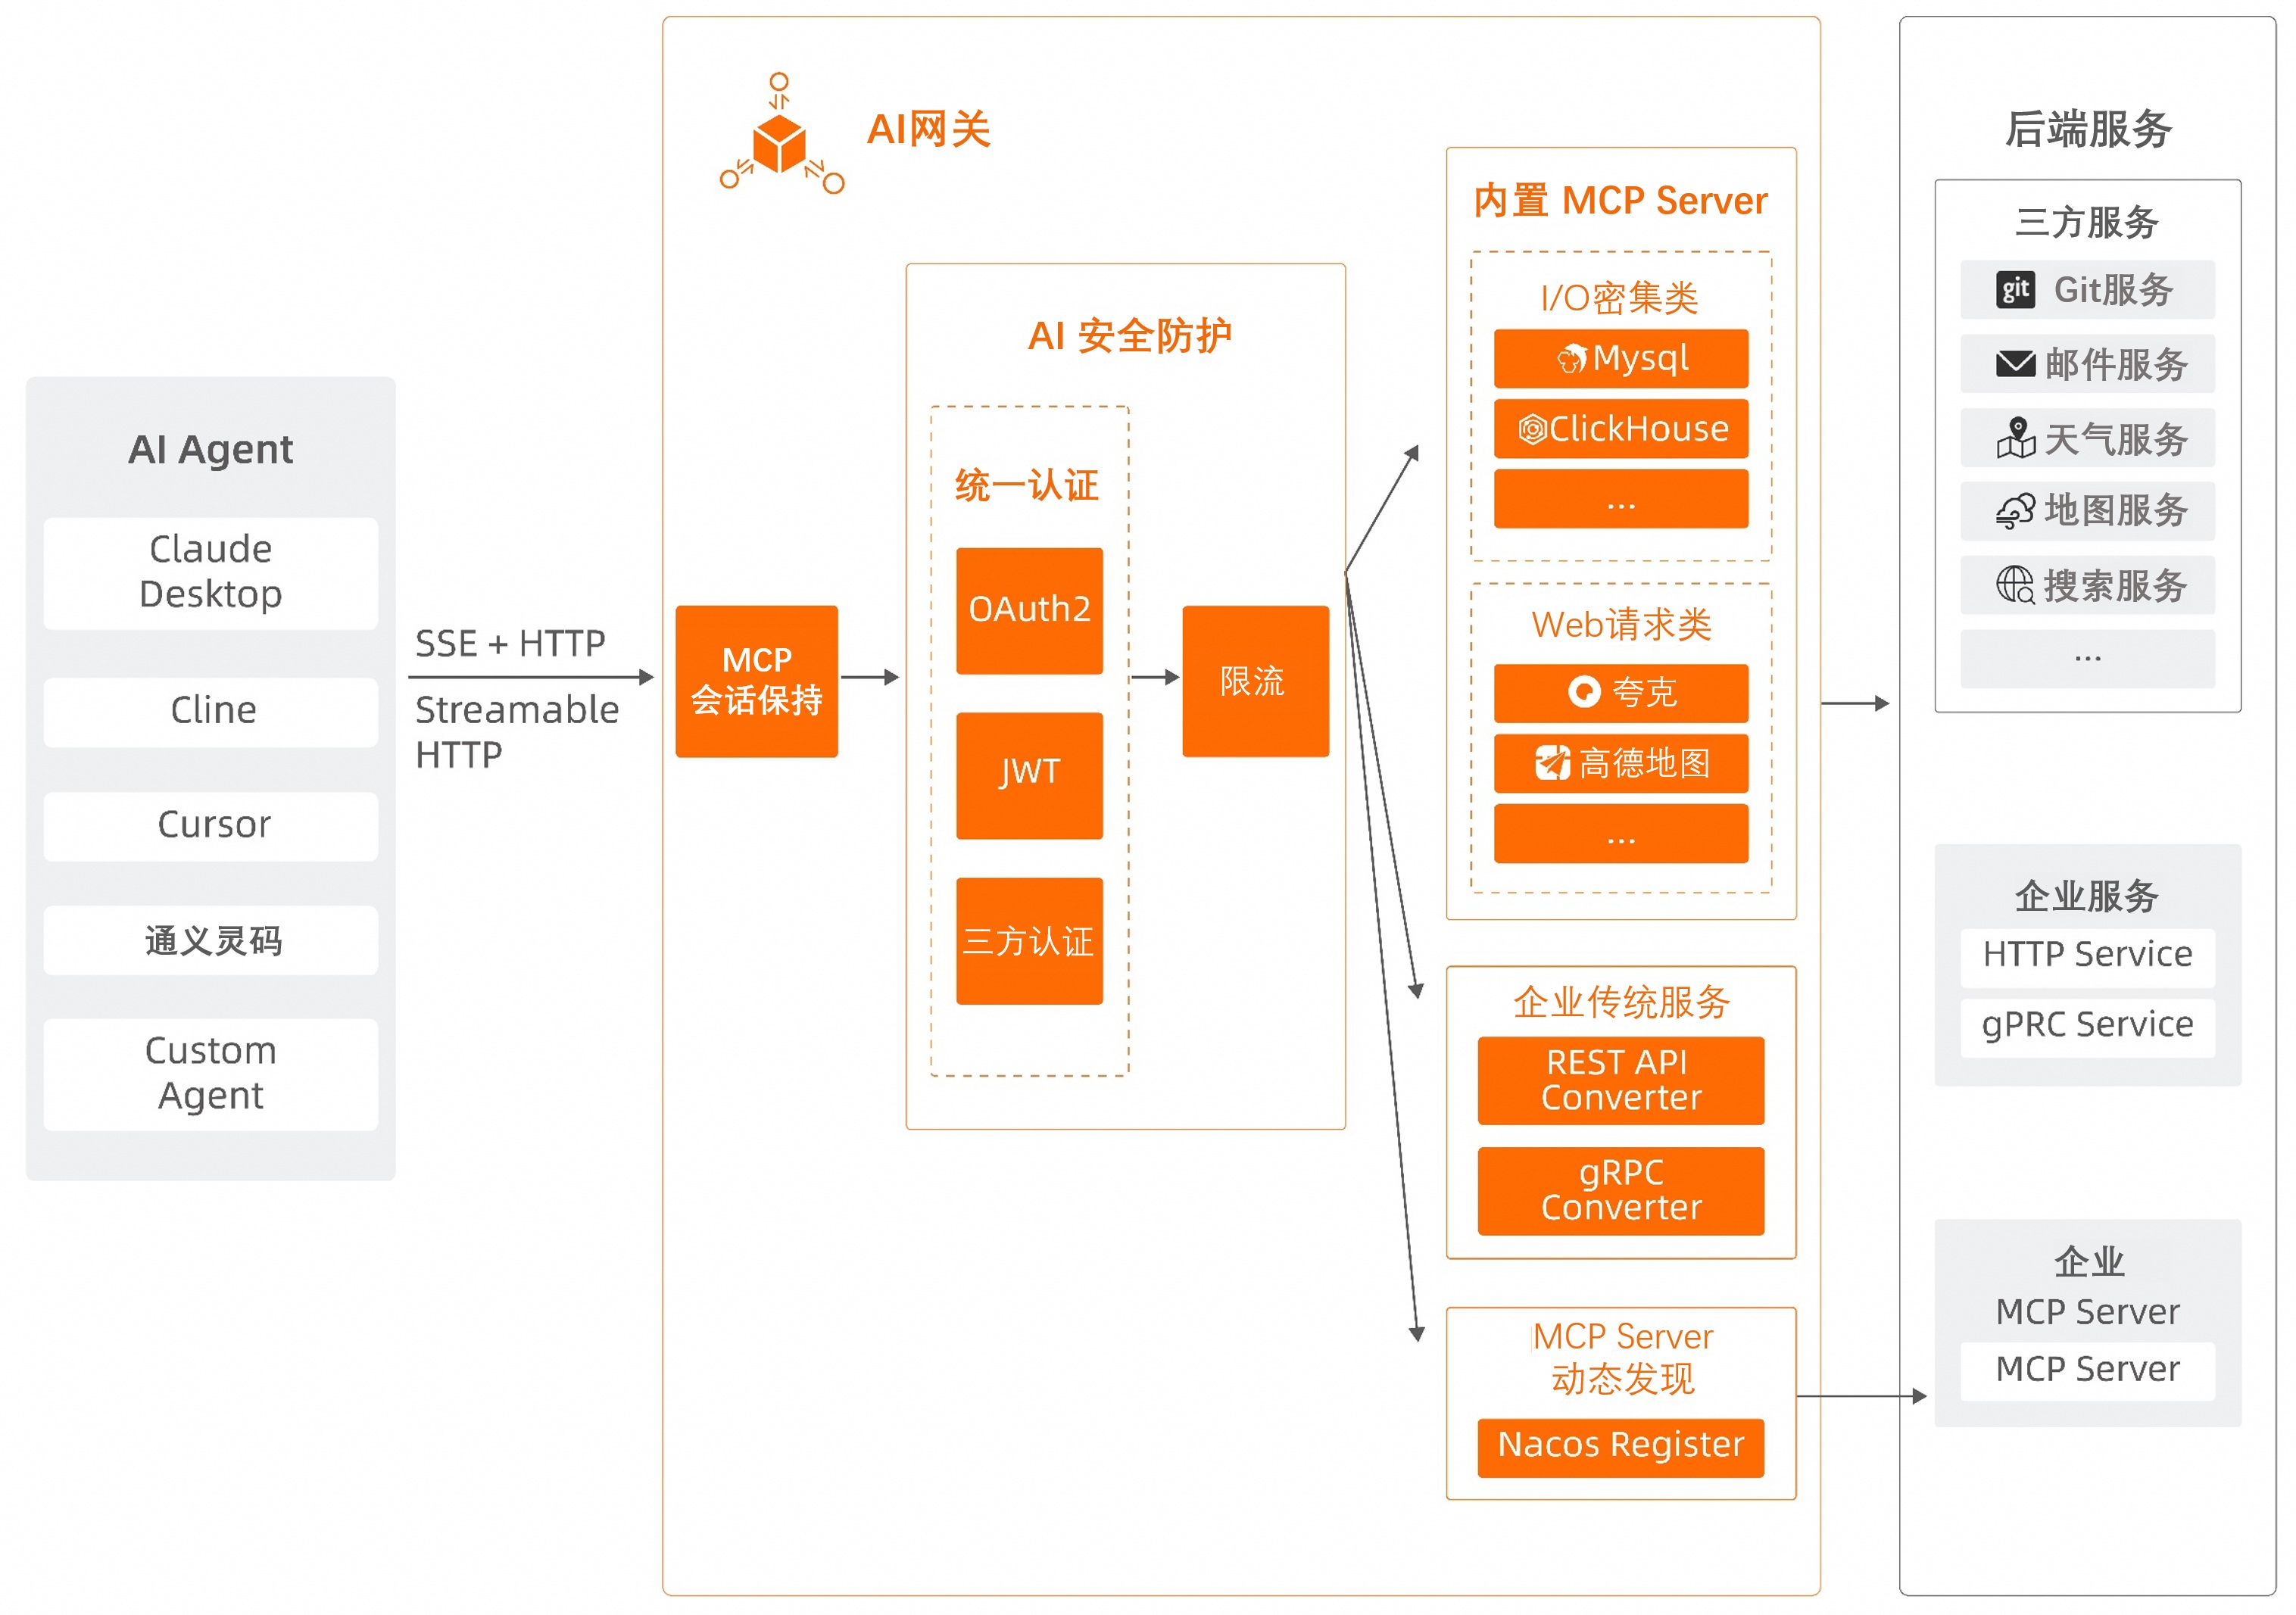 AI Agent
Claude
Desktop
Cline
Cursor
通义灵码
Custom
Agent
SSE + HTTP
Streamable
HTTP
AI网关
MCP
会话保持
AI 安全防护
统一认证
OAuth2
JWT
三方认证
限流
内置 MCP Server
I/O密集类
Mysql
ClickHouse
...
Web请求类
夸克
高德地图
...
企业传统服务
REST API
Converter
gRPC
Converter
MCP Server
动态发现
Nacos Register
后端服务
三方服务
git Git服务
邮件服务
天气服务
地图服务
搜索服务
...
企业服务
HTTP Service
gPRC Service
企业
MCP Server
MCP Server